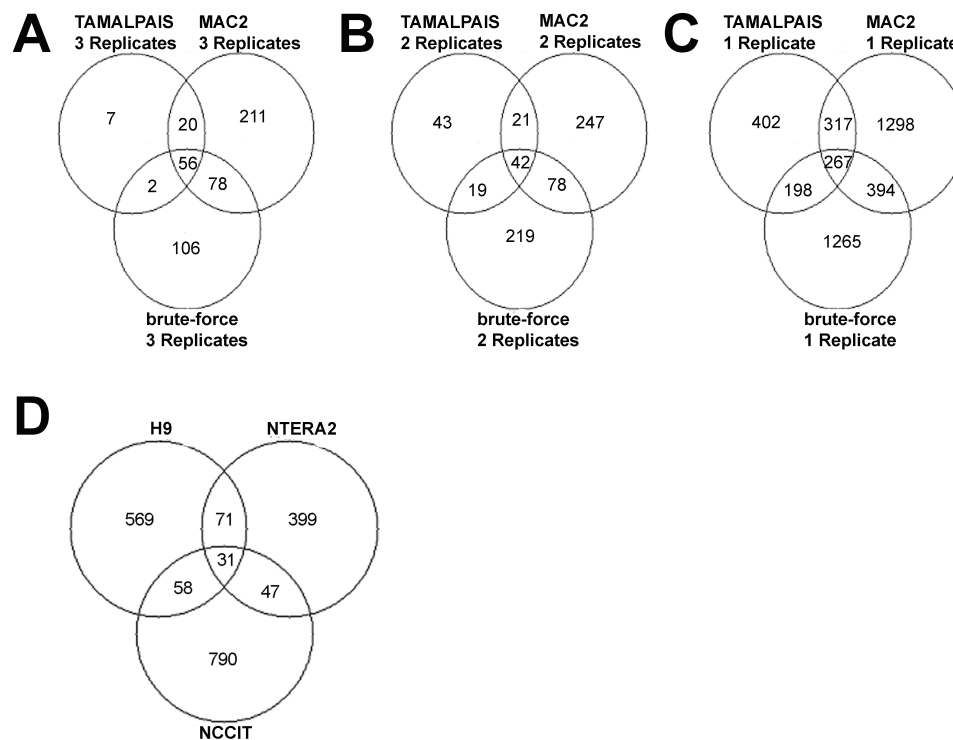 A
TAMALPAIS MAC2
3 Replicates 3 Replicates
7 20 211
56
2 78
106
brute-force
3 Replicates
B
TAMALPAIS MAC2
2 Replicates 2 Replicates
43 21 247
42
19 78
219
brute-force
2 Replicates
C
TAMALPAIS MAC2
1 Replicate 1 Replicate
402 317 1298
267
198 394
1265
brute-force
1 Replicate
D
H9 NTERA2
569 71 399
31
58 47
790
NCCIT